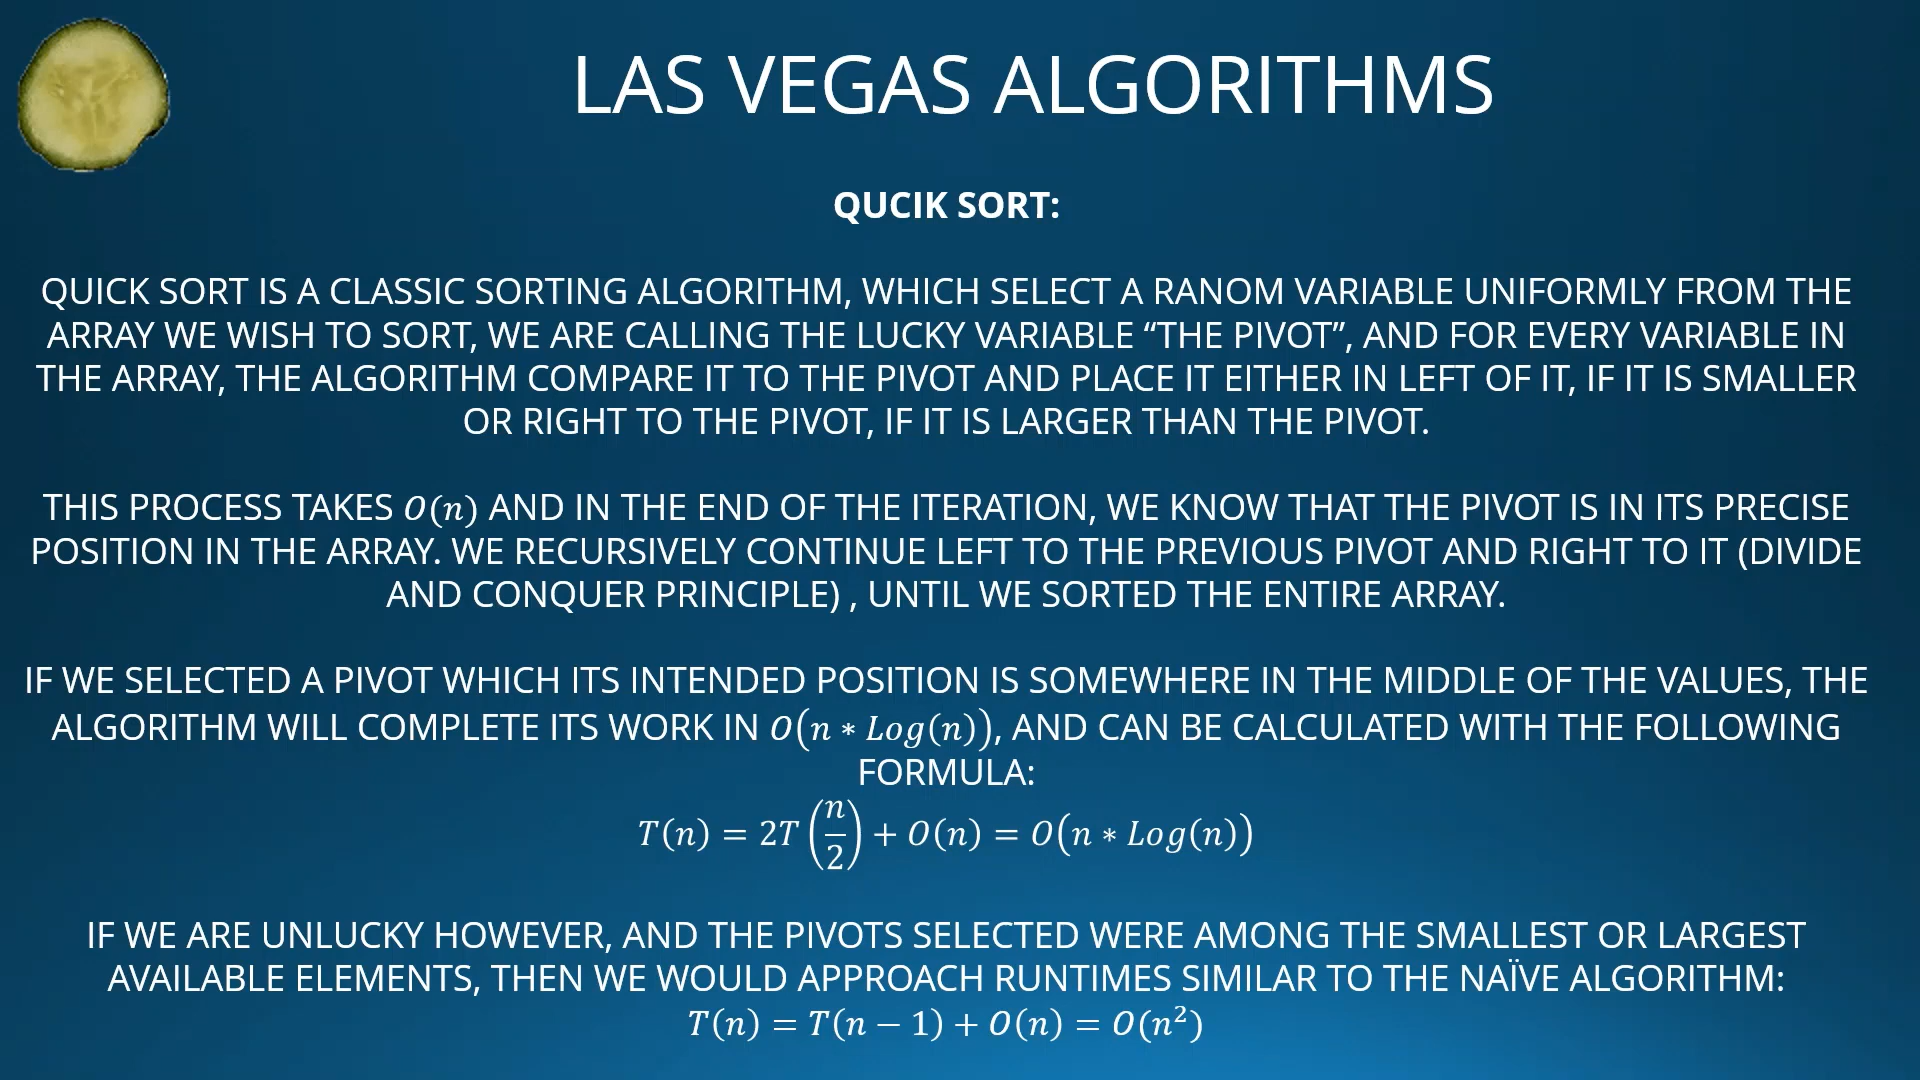 LAS VEGAS ALGORITHMS
QUCIK SORT:
QUICK SORT IS A CLASSIC SORTING ALGORITHM, WHICH SELECT A RANOM VARIABLE UNIFORMLY FROM THE
ARRAY WE WISH TO SORT, WE ARE CALLING THE LUCKY VARIABLE “THE PIVOT”, AND FOR EVERY VARIABLE IN
THE ARRAY, THE ALGORITHM COMPARE IT TO THE PIVOT AND PLACE IT EITHER IN LEFT OF IT, IF IT IS SMALLER
OR RIGHT TO THE PIVOT, IF IT IS LARGER THAN THE PIVOT.
THIS PROCESS TAKES O(n) AND IN THE END OF THE ITERATION, WE KNOW THAT THE PIVOT IS IN ITS PRECISE
POSITION IN THE ARRAY. WE RECURSIVELY CONTINUE LEFT TO THE PREVIOUS PIVOT AND RIGHT TO IT (DIVIDE
AND CONQUER PRINCIPLE) , UNTIL WE SORTED THE ENTIRE ARRAY.
IF WE SELECTED A PIVOT WHICH ITS INTENDED POSITION IS SOMEWHERE IN THE MIDDLE OF THE VALUES, THE
ALGORITHM WILL COMPLETE ITS WORK IN O(n * Log(n)), AND CAN BE CALCULATED WITH THE FOLLOWING
FORMULA:
T(n) = 2T(n/2) + O(n) = O(n * Log(n))
IF WE ARE UNLUCKY HOWEVER, AND THE PIVOTS SELECTED WERE AMONG THE SMALLEST OR LARGEST
AVAILABLE ELEMENTS, THEN WE WOULD APPROACH RUNTIMES SIMILAR TO THE NAÏVE ALGORITHM:
T(n) = T(n − 1) + O(n) = O(n²)